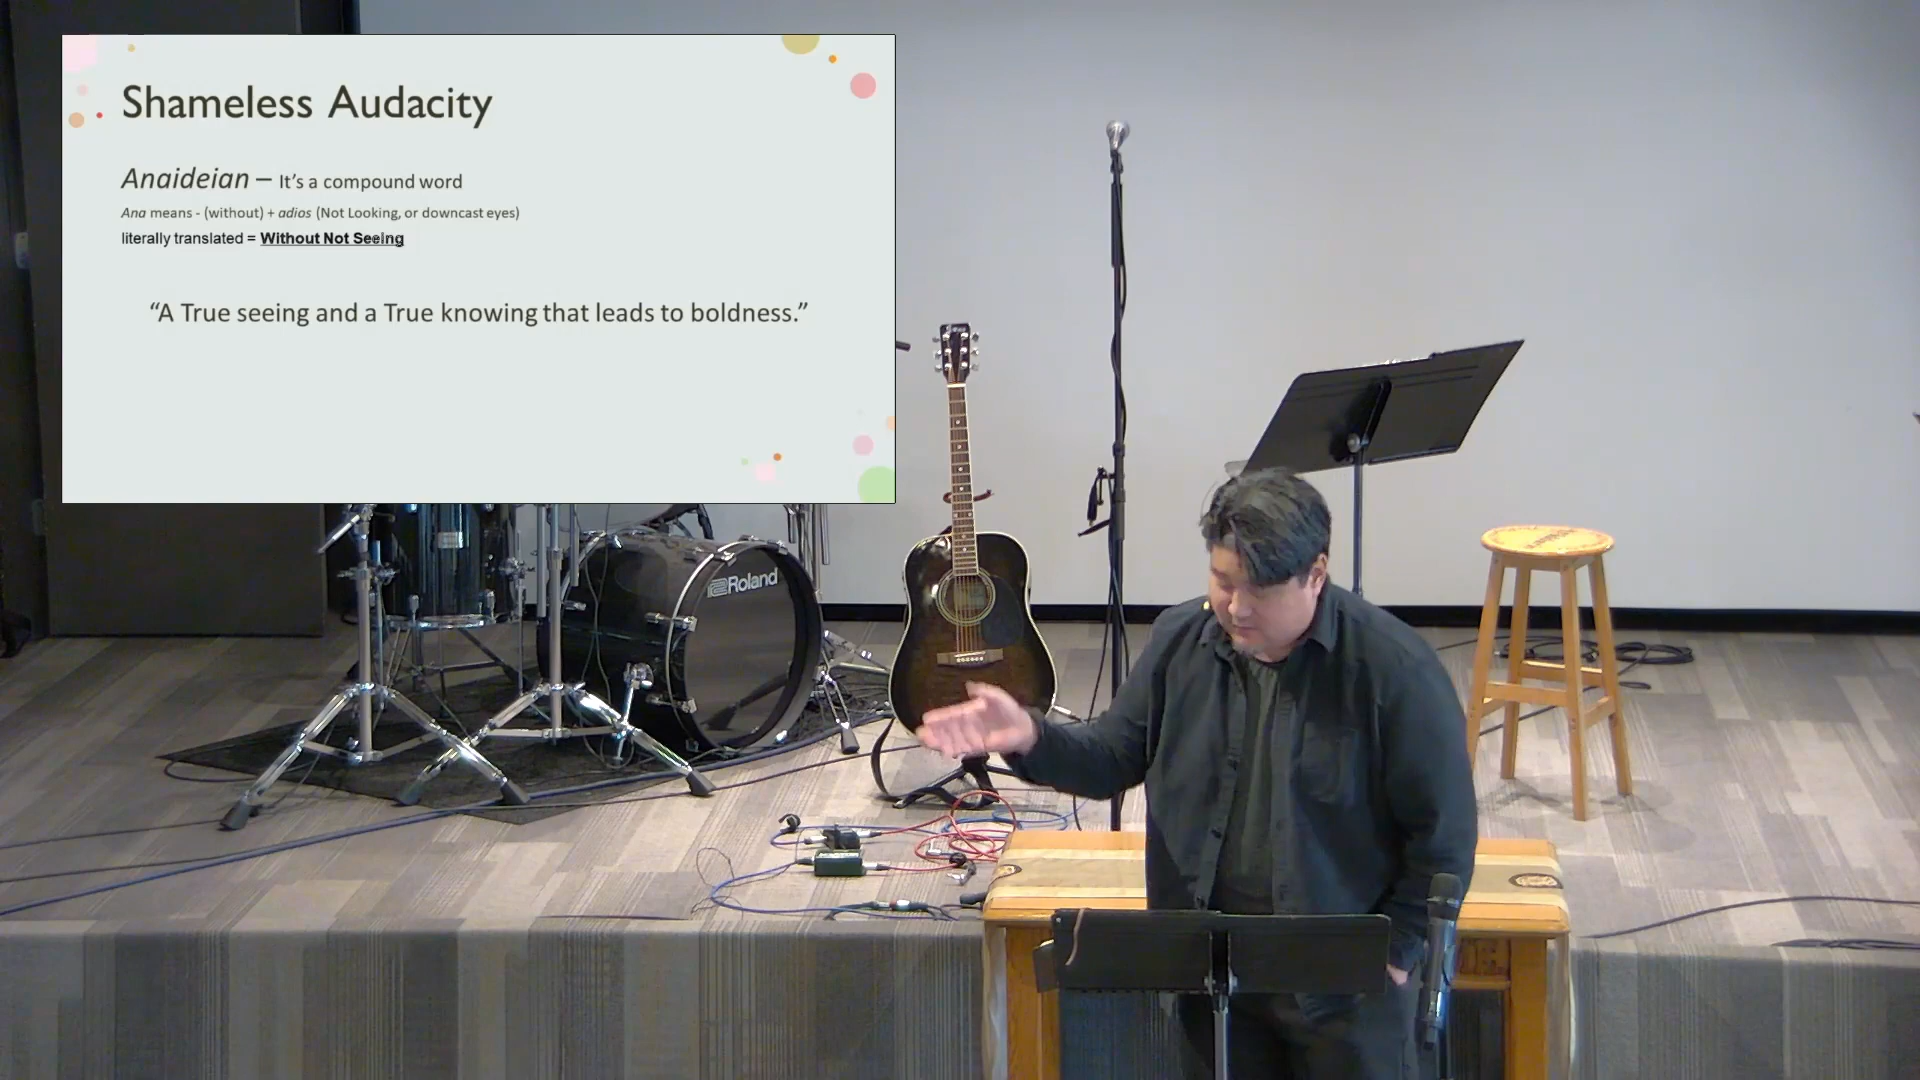 Shameless Audacity
Anaideian – It's a compound word
Ana means - (without) + adios (Not Looking, or downcast eyes)
literally translated = Without Not Seeing
“A True seeing and a True knowing that leads to boldness.”
Roland